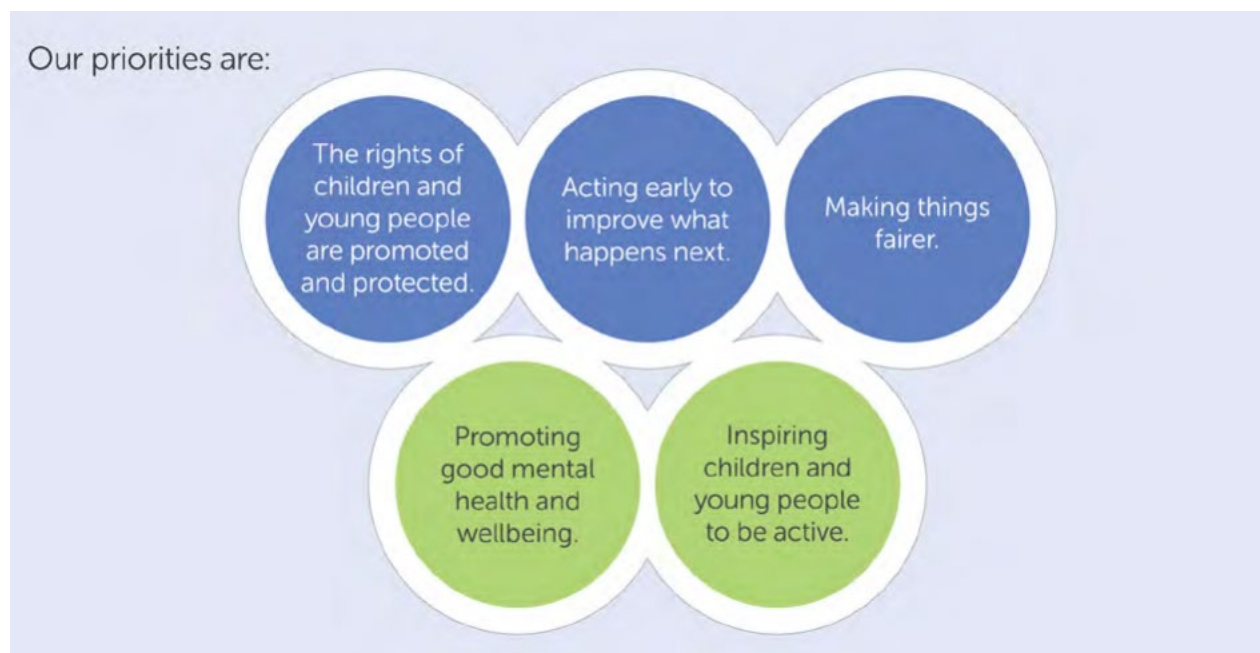 Our priorities are:
The rights of
children and
young people
are promoted
and protected.
Acting early to
improve what
happens next.
Making things
fairer.
Promoting
good mental
health and
wellbeing.
Inspiring
children and
young people
to be active.